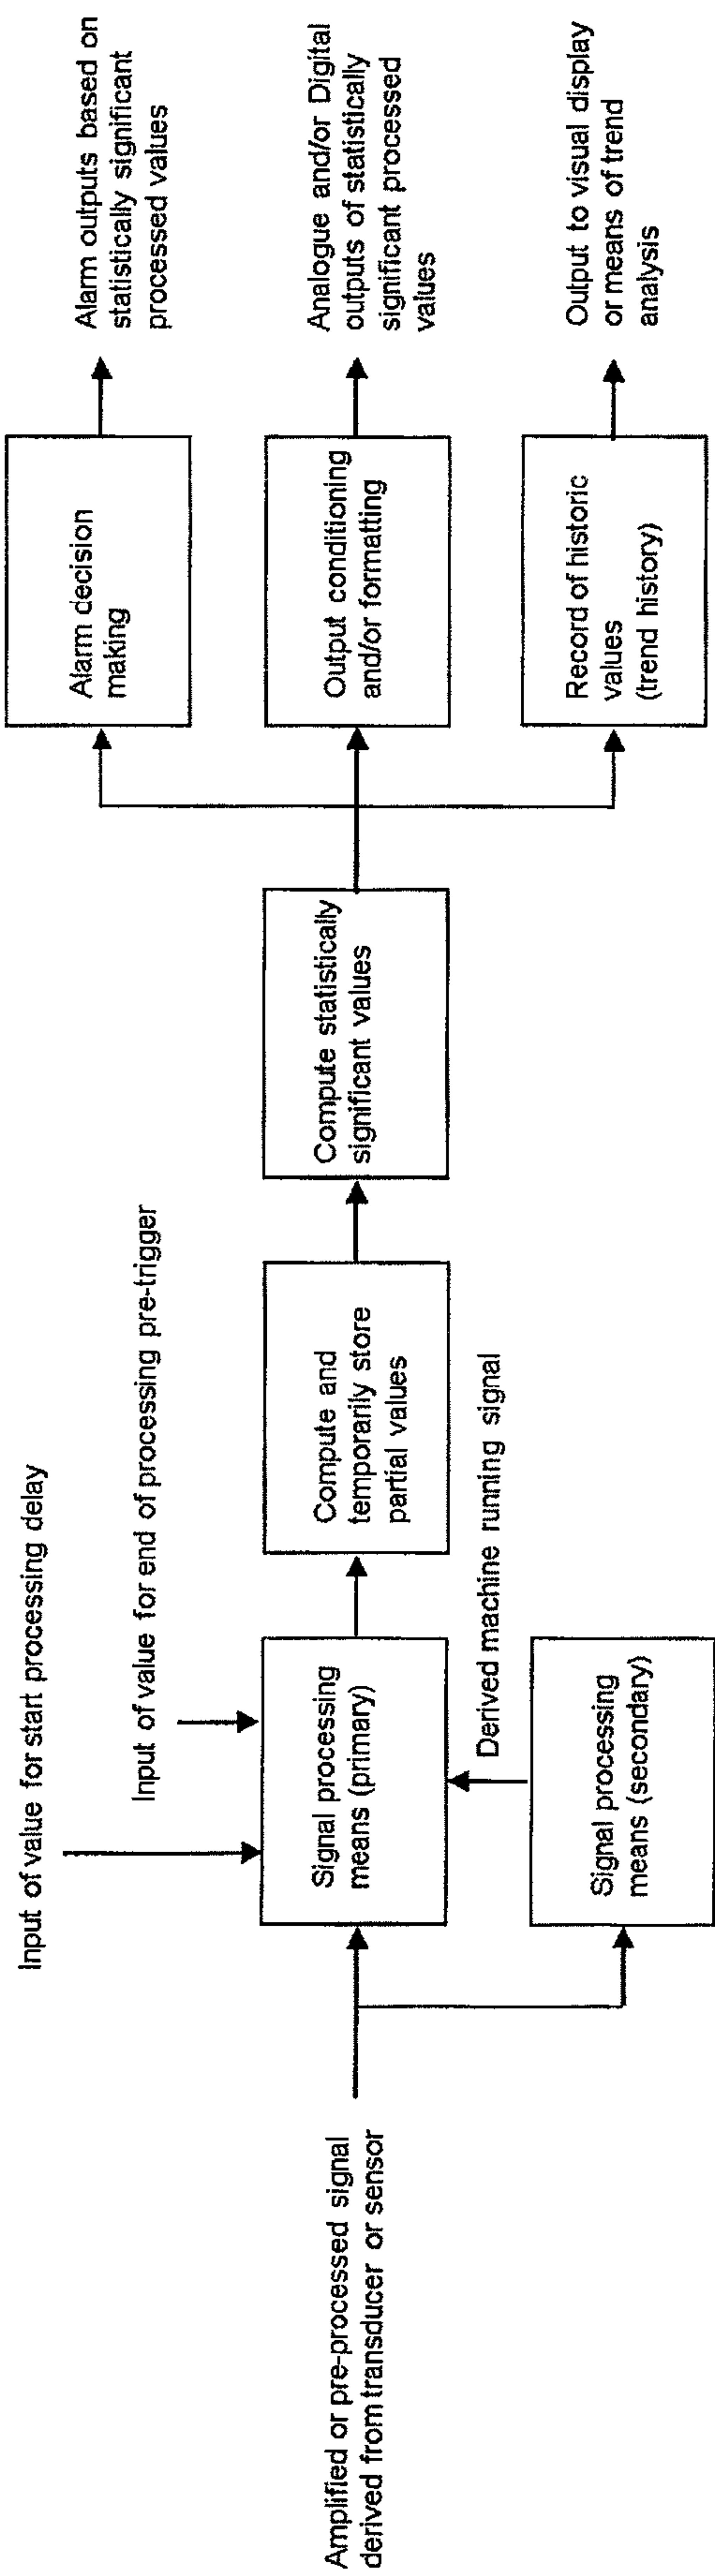 Input of value for start processing delay
Input of value for end of processing pre-trigger
Amplified or pre-processed signal
derived from transducer or sensor
Signal processing
means (primary)
Derived machine running signal
Signal processing
means (secondary)
Compute and
temporarily store
partial values
Compute statistically
significant values
Alarm decision
making
Alarm outputs based on
statistically significant
processed values
Output conditioning
and/or formatting
Analogue and/or Digital
outputs of statistically
significant processed
values
Record of historic
values
(trend history)
Output to visual display
or means of trend
analysis